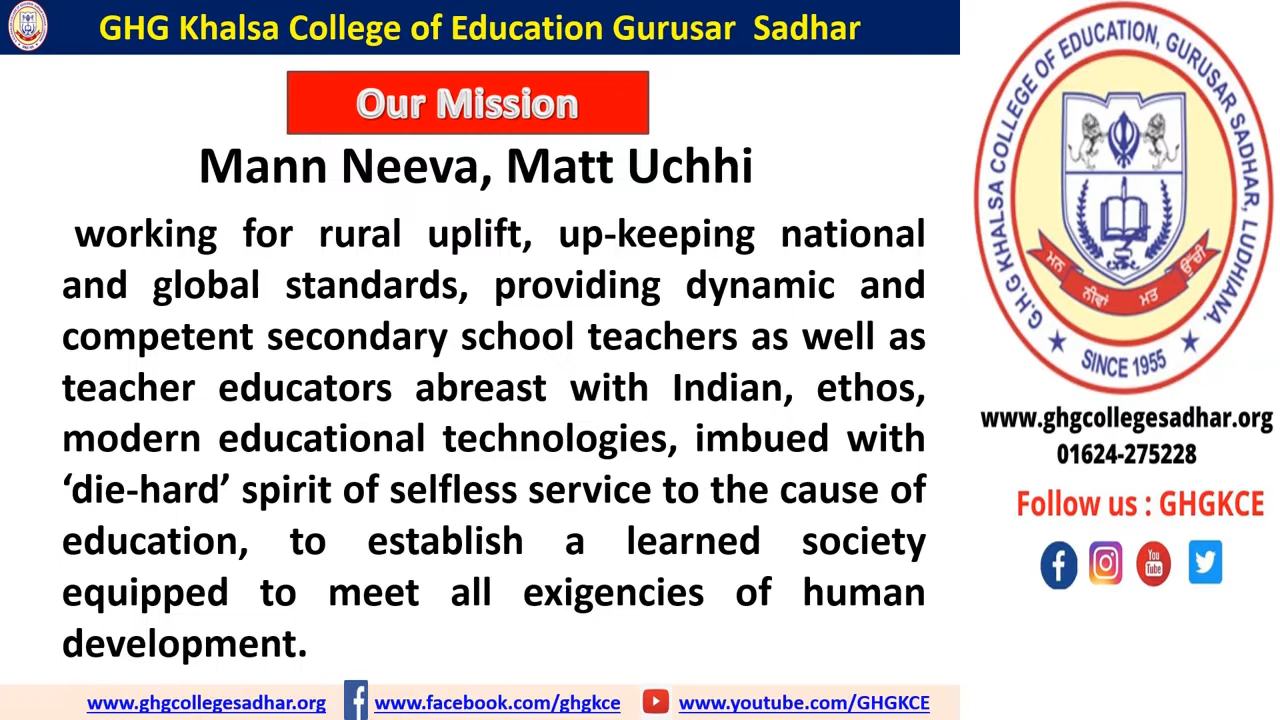 GHG Khalsa College of Education Gurusar Sadhar
Our Mission
Mann Neeva, Matt Uchhi
working for rural uplift, up-keeping national
and global standards, providing dynamic and
competent secondary school teachers as well as
teacher educators abreast with Indian, ethos,
modern educational technologies, imbued with
‘die-hard’ spirit of selfless service to the cause of
education, to establish a learned society
equipped to meet all exigencies of human
development.
www.ghgcollegesadhar.org
www.facebook.com/ghgkce
You Tube
www.youtube.com/GHGKCE
G.H.G KHALSA COLLEGE OF EDUCATION, GURUSAR SADHAR, LUDHIANA.
ਮਨ ਨੀਵਾਂ ਮਤ ਉੱਚੀ
SINCE 1955
www.ghgcollegesadhar.org
01624-275228
Follow us : GHGKCE